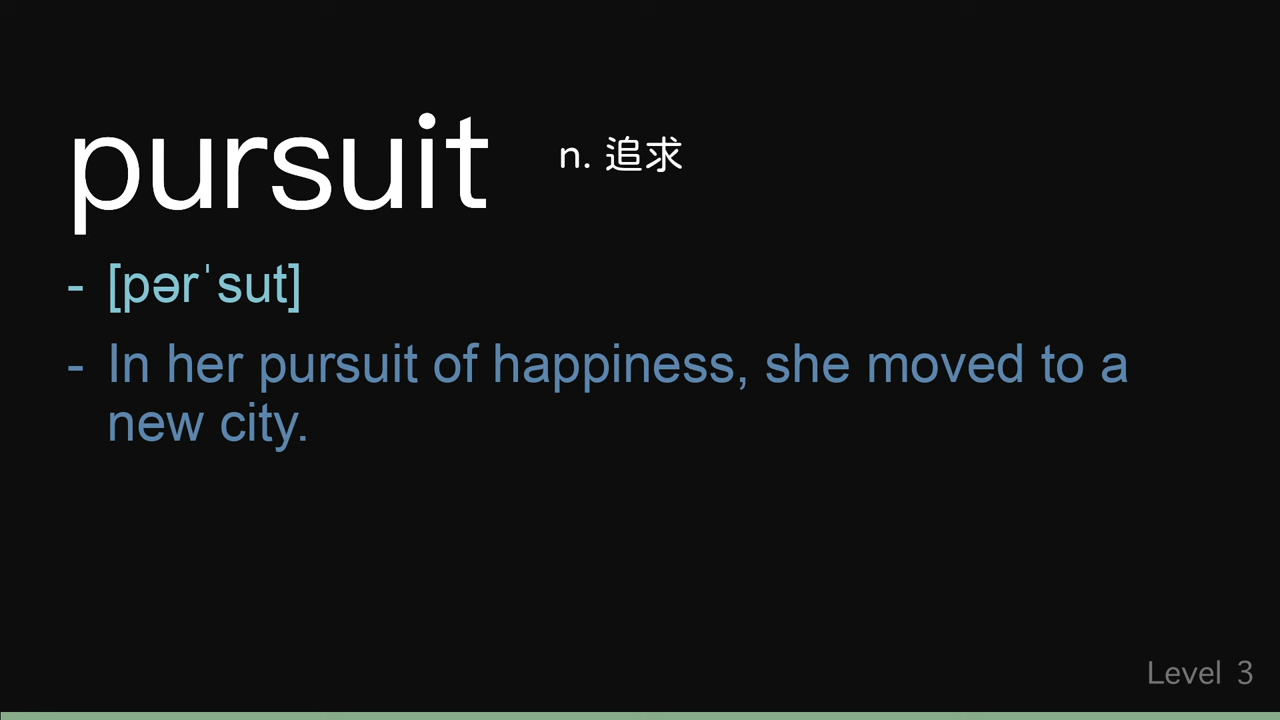 pursuit n. 追求
- [pərˈsut]
- In her pursuit of happiness, she moved to a
new city.
Level 3